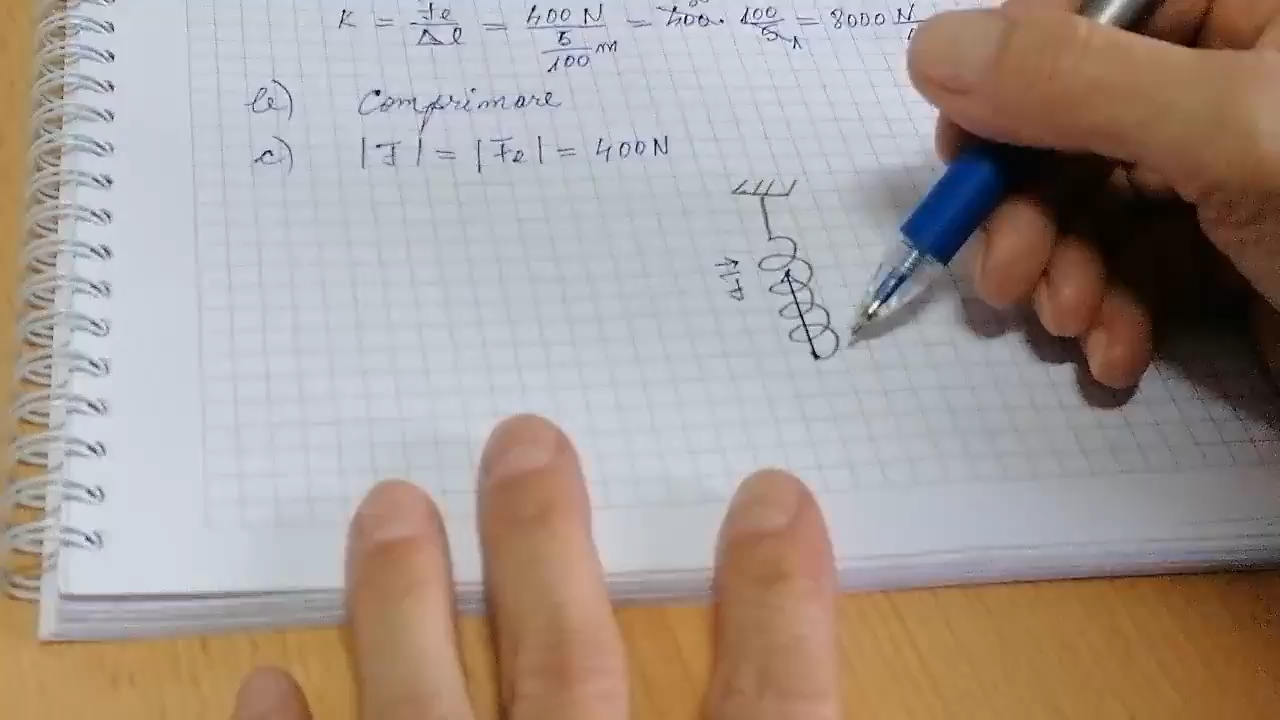 K = Fe / Δl = 400 N / (5/100 m) = 400 · 100/5 = 8000 N/
b) Comprimare
c) |F| = |Fe| = 400N